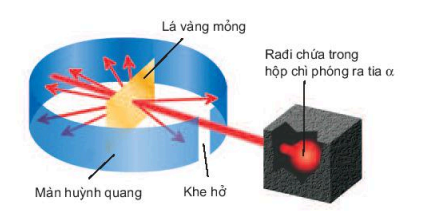 Lá vàng mỏng
Rađi chứa trong
hộp chì phóng ra tia α
Màn huỳnh quang
Khe hở